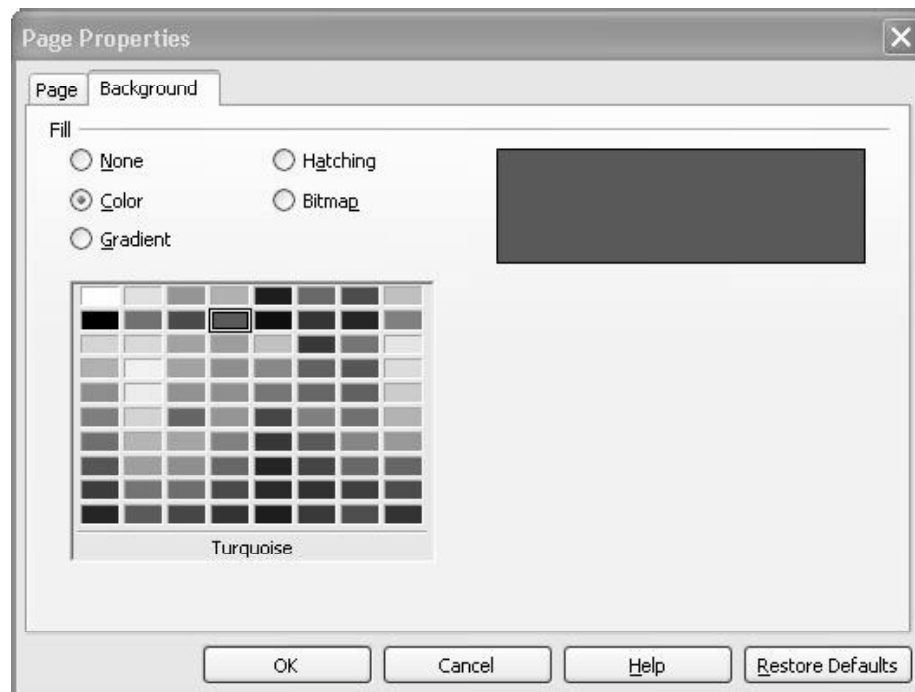 Page Properties
Page Background
Fill
None Hatching
Color Bitmap
Gradient
Turquoise
OK Cancel Help Restore Defaults